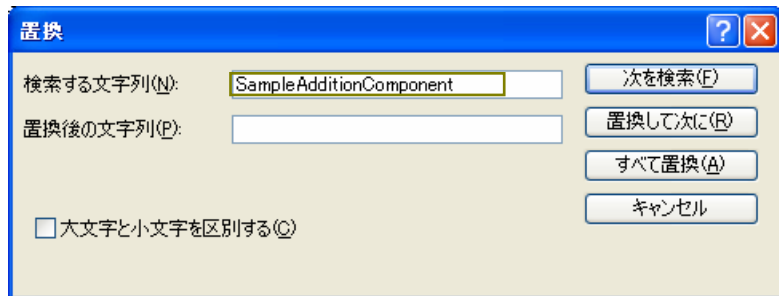 置換
検索する文字列(N): SampleAdditionComponent 次を検索(F)
置換後の文字列(P): 置換して次に(R)
すべて置換(A)
キャンセル
大文字と小文字を区別する(C)